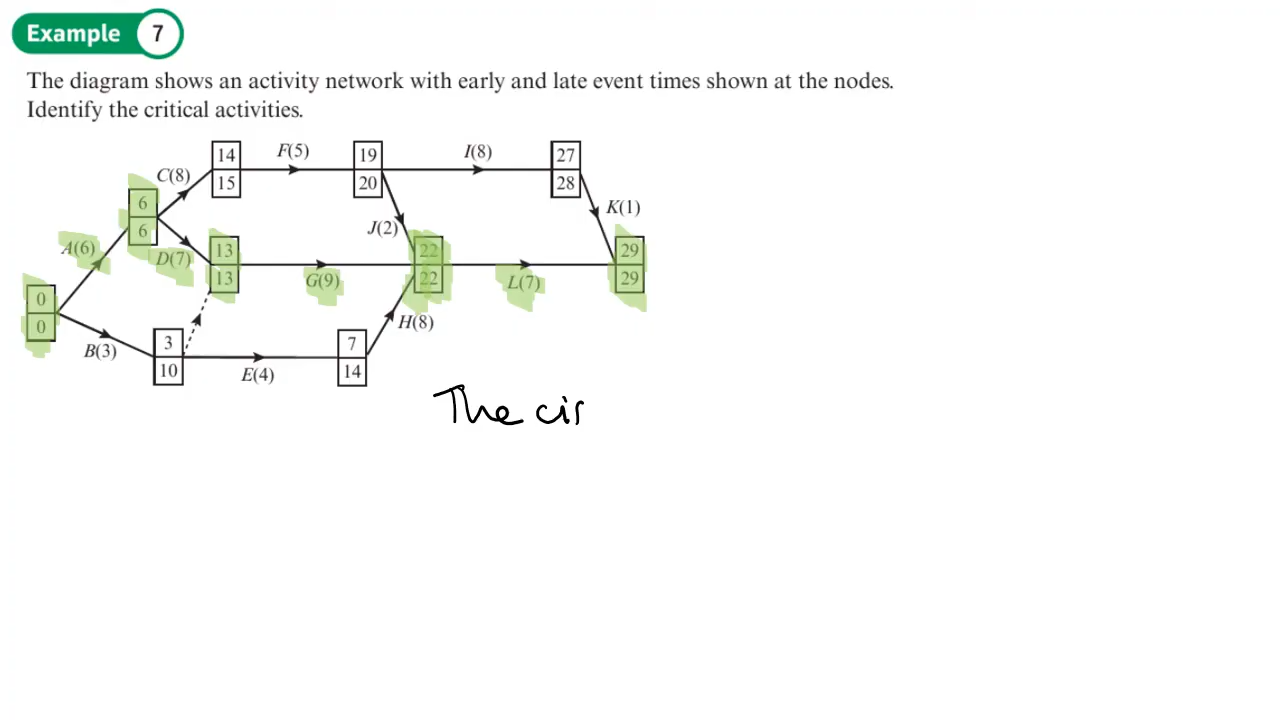 Example 7
The diagram shows an activity network with early and late event times shown at the nodes.
Identify the critical activities.
14 F(5) 19 I(8) 27
C(8) 15 20 28
6 K(1)
A(6) 6 J(2)
D(7) 13 22 29
13 G(9) 22 L(7) 29
0
0 H(8)
B(3) 3 7
10 E(4) 14
The cis